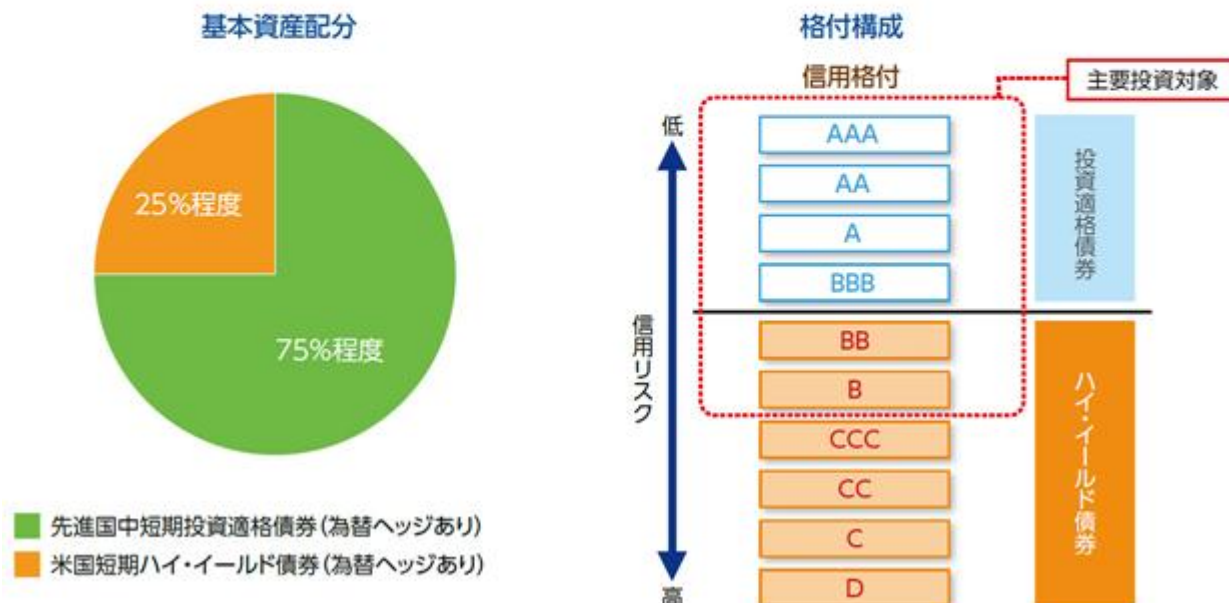 基本資産配分
25%程度
75%程度
先進国中短期投資適格債券(為替ヘッジあり)
米国短期ハイ・イールド債券(為替ヘッジあり)
格付構成
信用格付
主要投資対象
低
信用リスク
高
AAA
AA
A
BBB
BB
B
CCC
CC
C
D
投資適格債券
ハイ・イールド債券